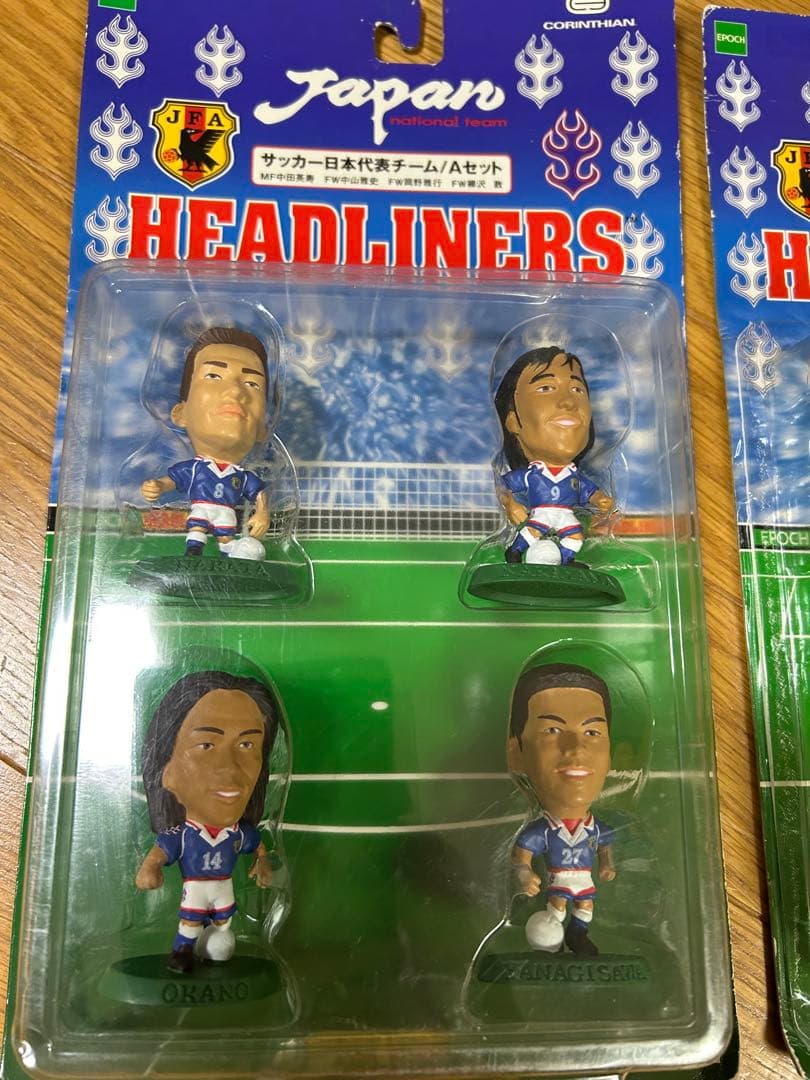 CORINTHIAN
EPOCH
JFA
Japan
national team
サッカー日本代表チーム/Aセット
MF中田英寿 FW中山雅史 FW岡野雅行 FW柳沢 敦
HEADLINERS
H
8
9
NAKATA
EPOCH
14
27
OKANO
YANAGISAWA